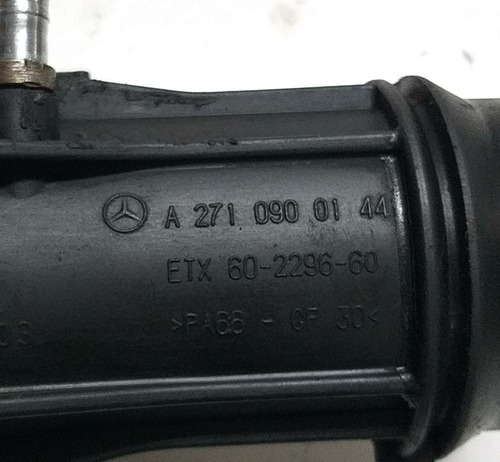 A 271 090 01 44
ETX 60-2296-60
>PA66 - GF 30<